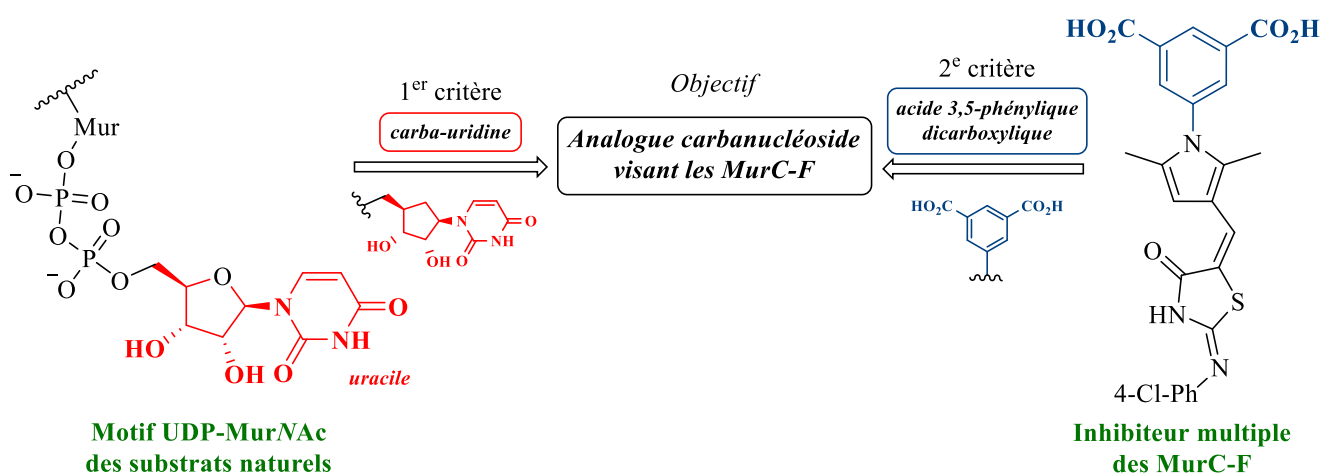 Mur
O
−
O P O
O
O
−
O P
O
O
HO
OH
N
O
NH
O
uracile
Motif UDP-MurNAc
des substrats naturels
1er critère
carba-uridine
HO
OH
N
O
NH
O
Objectif
Analogue carbanucléoside
visant les MurC-F
2e critère
acide 3,5-phénylique
dicarboxylique
HO2C CO2H
HO2C CO2H
N
O
S
HN
N
4-Cl-Ph
Inhibiteur multiple
des MurC-F